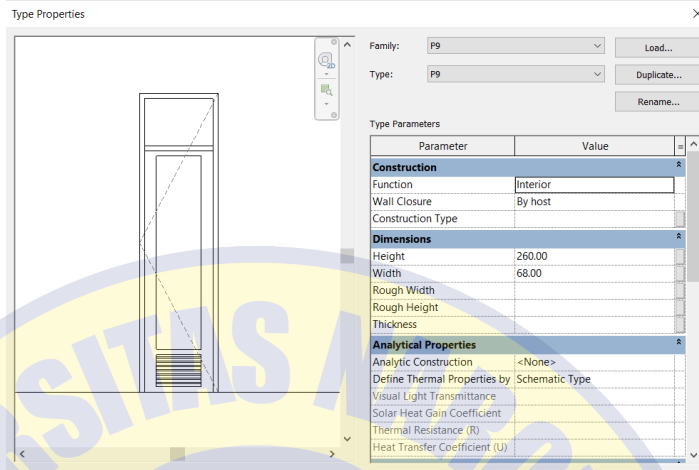 Type Properties
Family: P9 Load...
Type: P9 Duplicate...
Rename...
Type Parameters
Parameter Value =
Construction
Function Interior
Wall Closure By host
Construction Type
Dimensions
Height 260.00
Width 68.00
Rough Width
Rough Height
Thickness
Analytical Properties
Analytic Construction <None>
Define Thermal Properties by Schematic Type
Visual Light Transmittance
Solar Heat Gain Coefficient
Thermal Resistance (R)
Heat Transfer Coefficient (U)
2D
RSITAS NARO